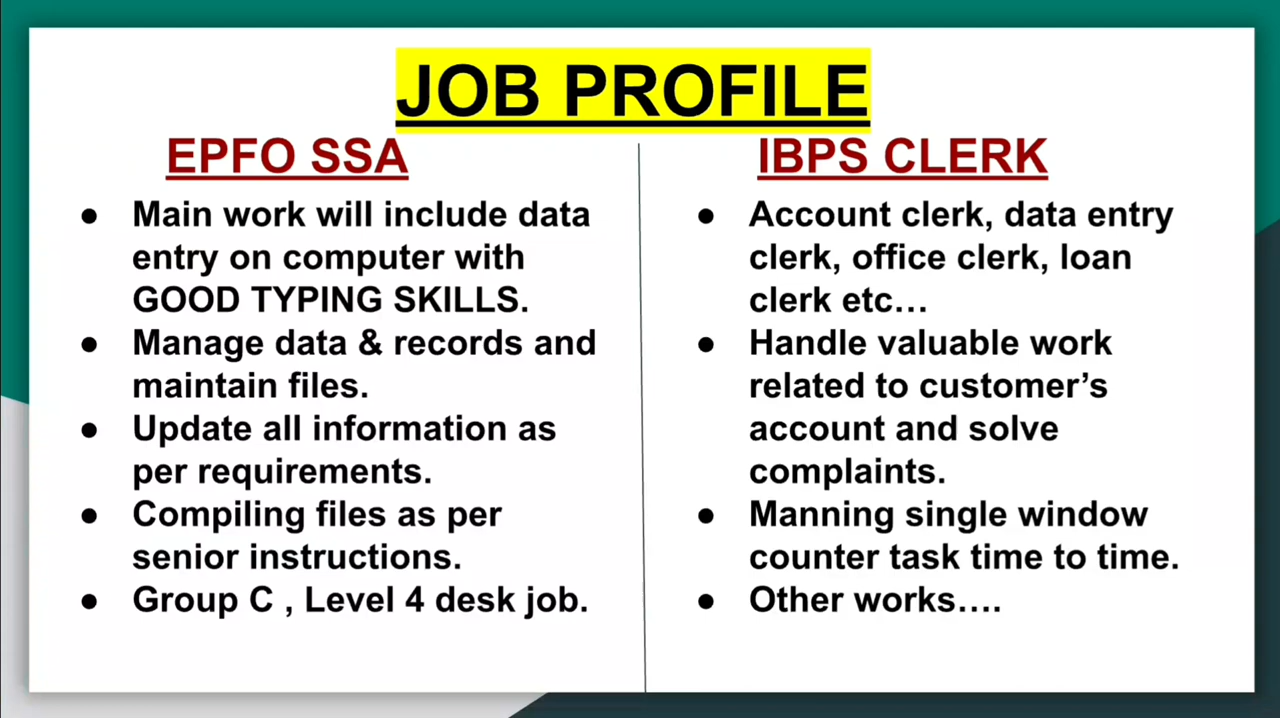 JOB PROFILE
EPFO SSA
● Main work will include data
entry on computer with
GOOD TYPING SKILLS.
● Manage data & records and
maintain files.
● Update all information as
per requirements.
● Compiling files as per
senior instructions.
● Group C , Level 4 desk job.
IBPS CLERK
● Account clerk, data entry
clerk, office clerk, loan
clerk etc…
● Handle valuable work
related to customer’s
account and solve
complaints.
● Manning single window
counter task time to time.
● Other works….